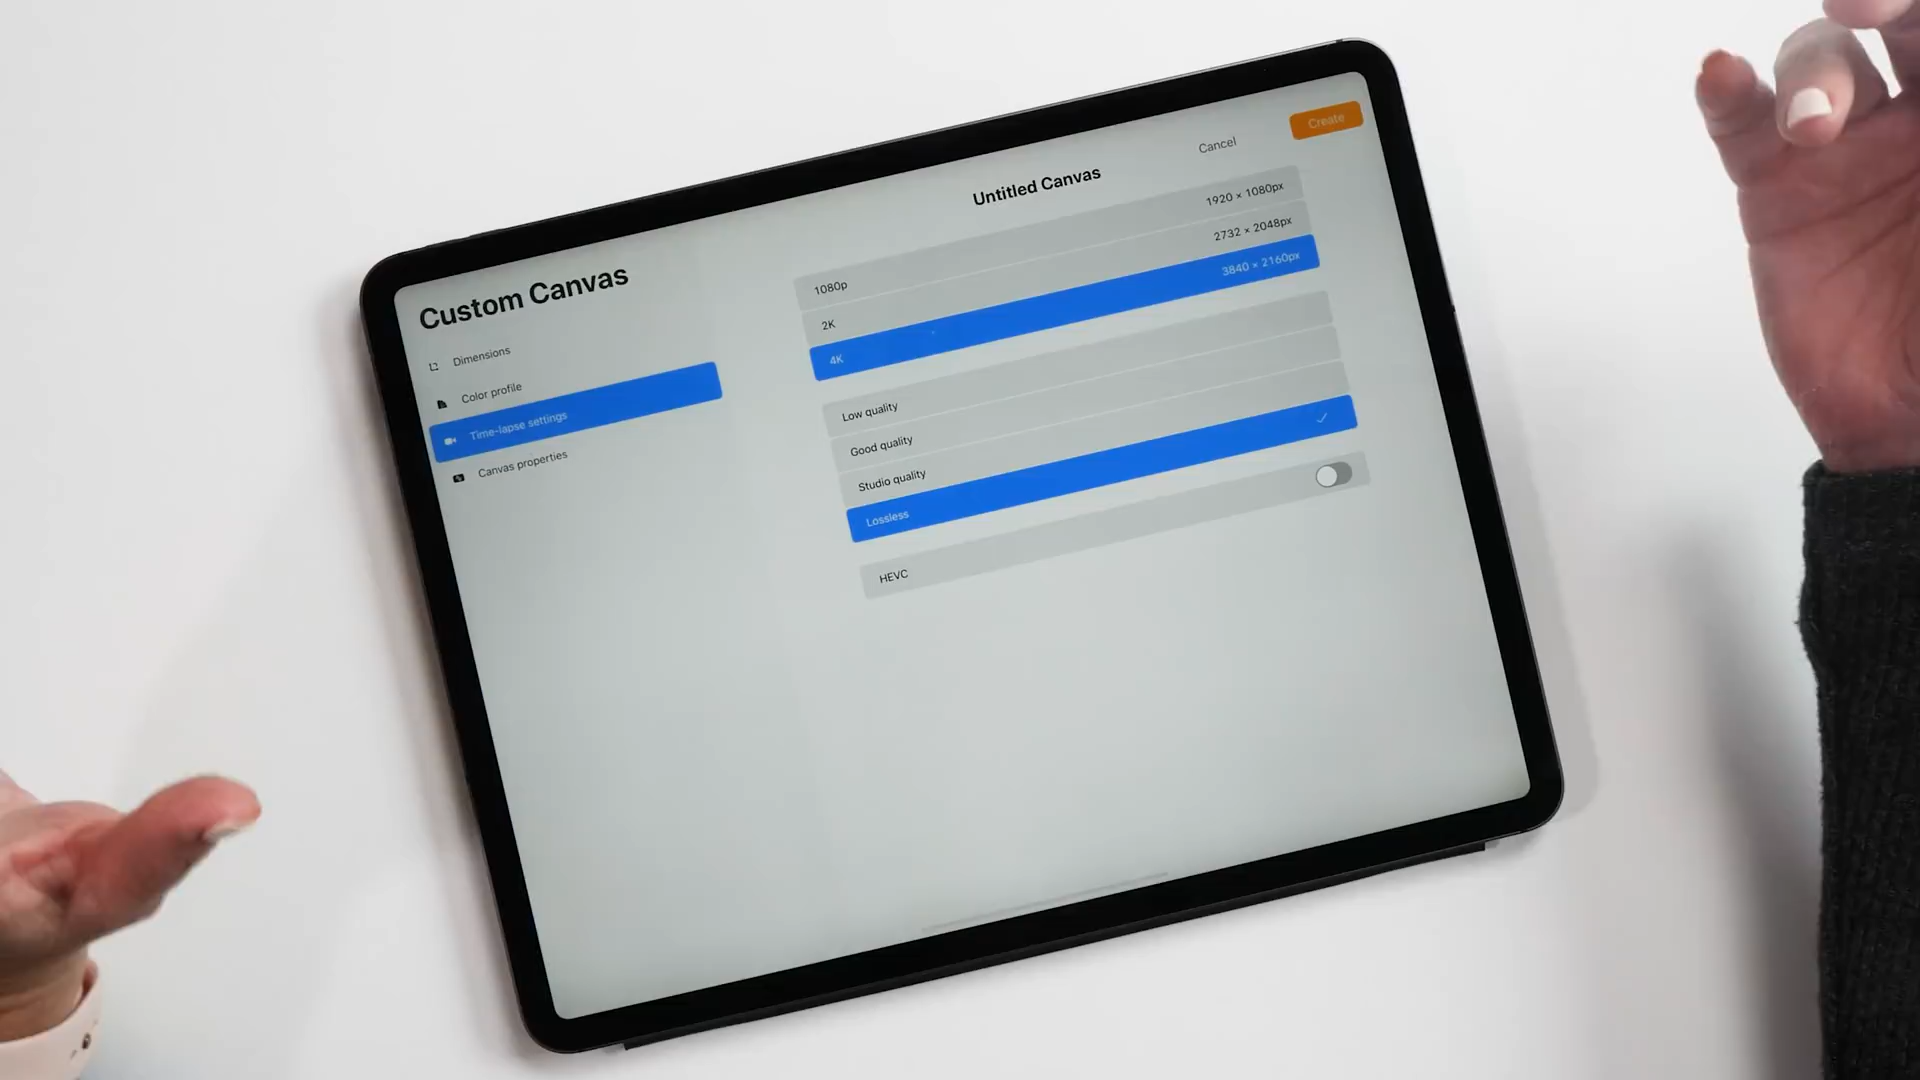 Create
Cancel
Untitled Canvas
Custom Canvas
Dimensions
Color profile
Time-lapse settings
Canvas properties
1080p 1920 × 1080px
2K 2732 × 2048px
4K 3840 × 2160px
Low quality
Good quality
Studio quality
Lossless
HEVC